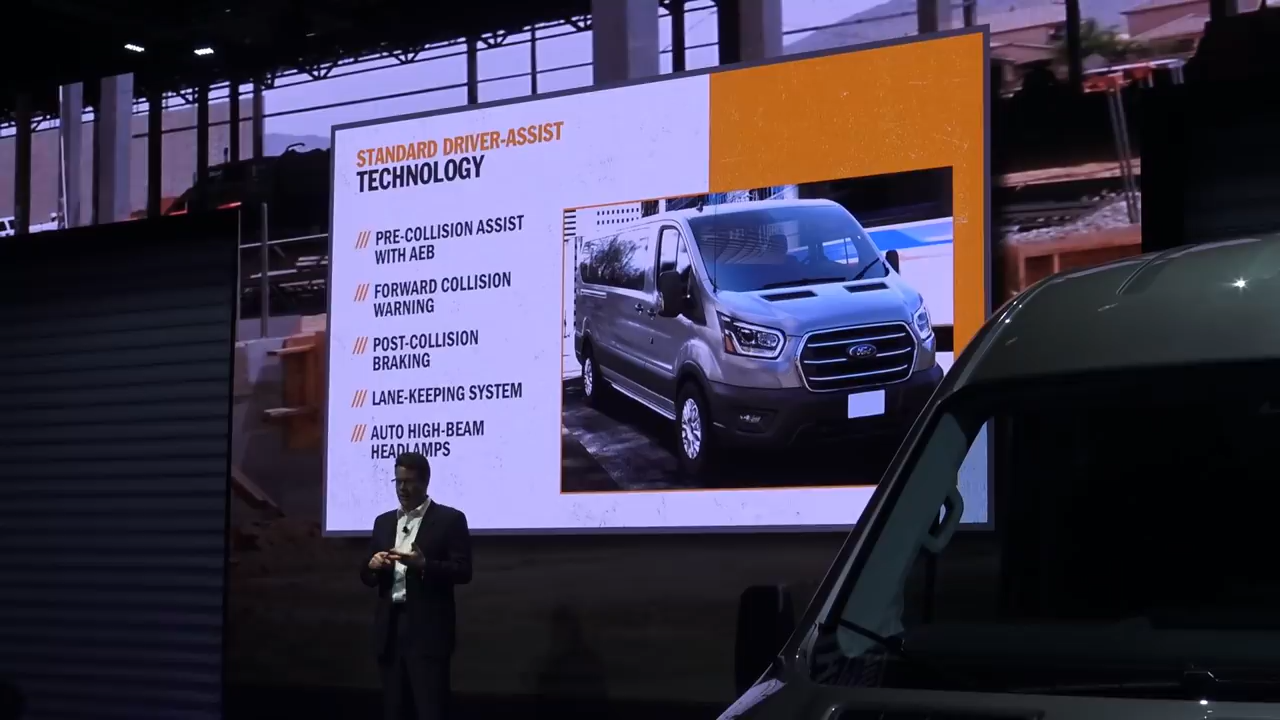 STANDARD DRIVER-ASSIST
TECHNOLOGY
/// PRE-COLLISION ASSIST
WITH AEB
/// FORWARD COLLISION
WARNING
/// POST-COLLISION
BRAKING
/// LANE-KEEPING SYSTEM
/// AUTO HIGH-BEAM
HEADLAMPS
Ford